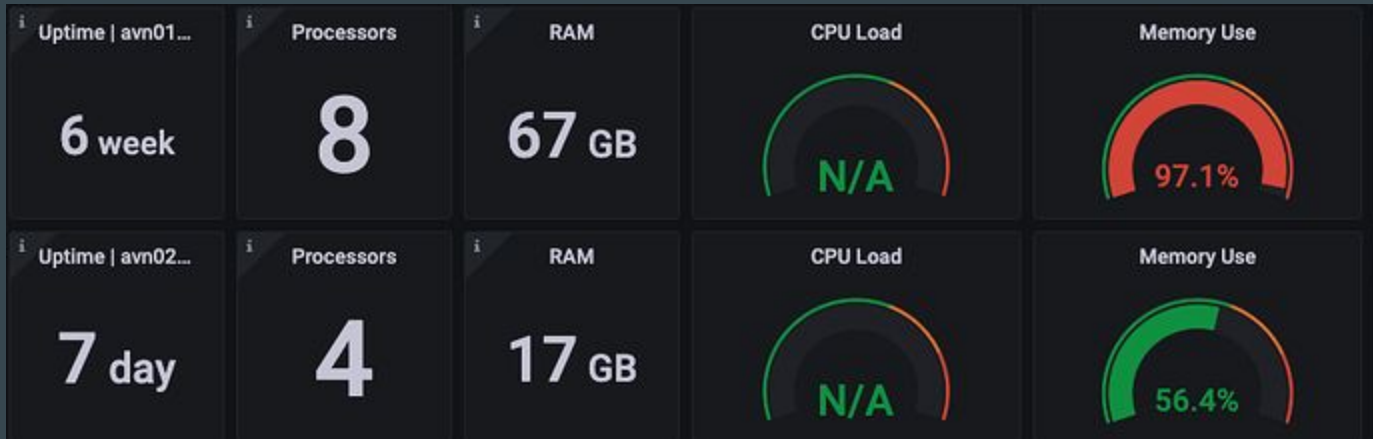 i Uptime | avn01...
i Processors
i RAM
CPU Load
Memory Use
6 week
8
67 GB
N/A
97.1%
i Uptime | avn02...
i Processors
i RAM
CPU Load
Memory Use
7 day
4
17 GB
N/A
56.4%